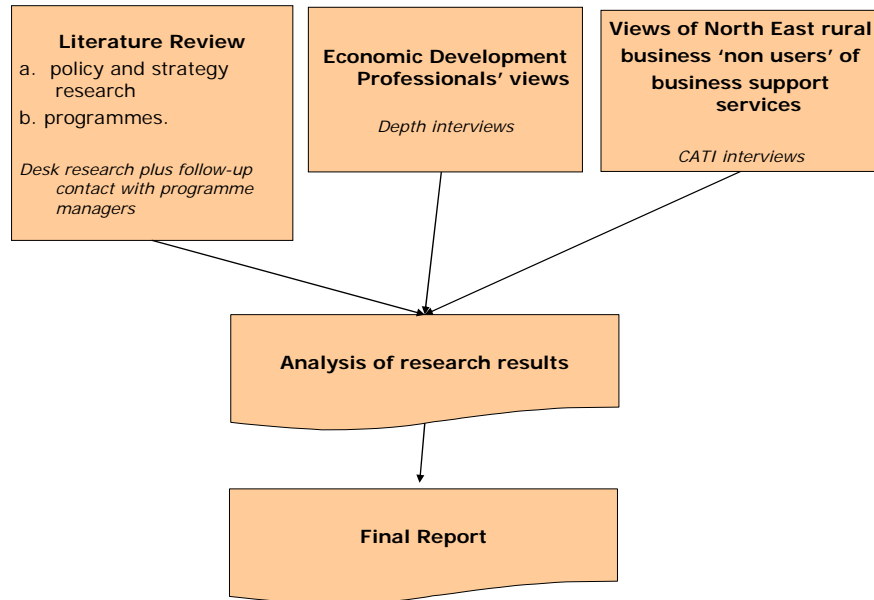 Literature Review
a. policy and strategy
research
b. programmes.
Desk research plus follow-up
contact with programme
managers
Economic Development
Professionals’ views
Depth interviews
Views of North East rural
business ‘non users’ of
business support
services
CATI interviews
Analysis of research results
Final Report